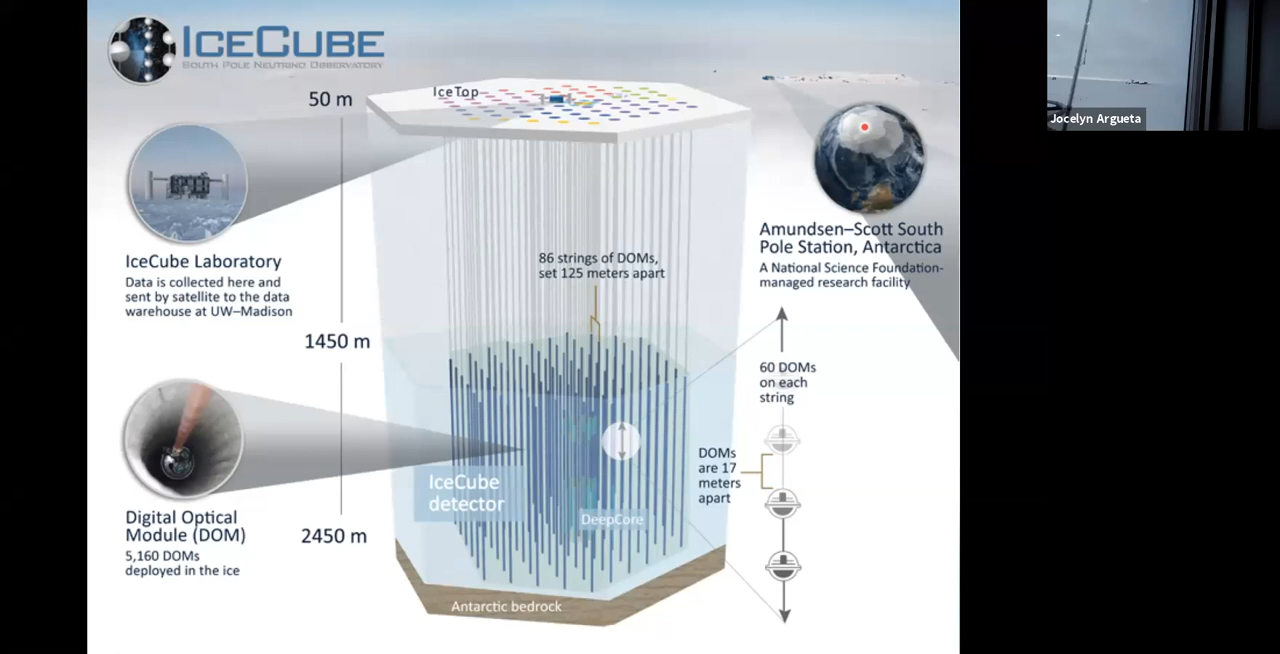 ICECUBE
SOUTH POLE NEUTRINO OBSERVATORY
IceTop
50 m
Jocelyn Argueta
IceCube Laboratory
Data is collected here and
sent by satellite to the data
warehouse at UW–Madison
86 strings of DOMs,
set 125 meters apart
Amundsen–Scott South
Pole Station, Antarctica
A National Science Foundation-
managed research facility
1450 m
60 DOMs
on each
string
DOMs
are 17
meters
apart
IceCube
detector
DeepCore
Digital Optical
Module (DOM)
5,160 DOMs
deployed in the ice
2450 m
Antarctic bedrock